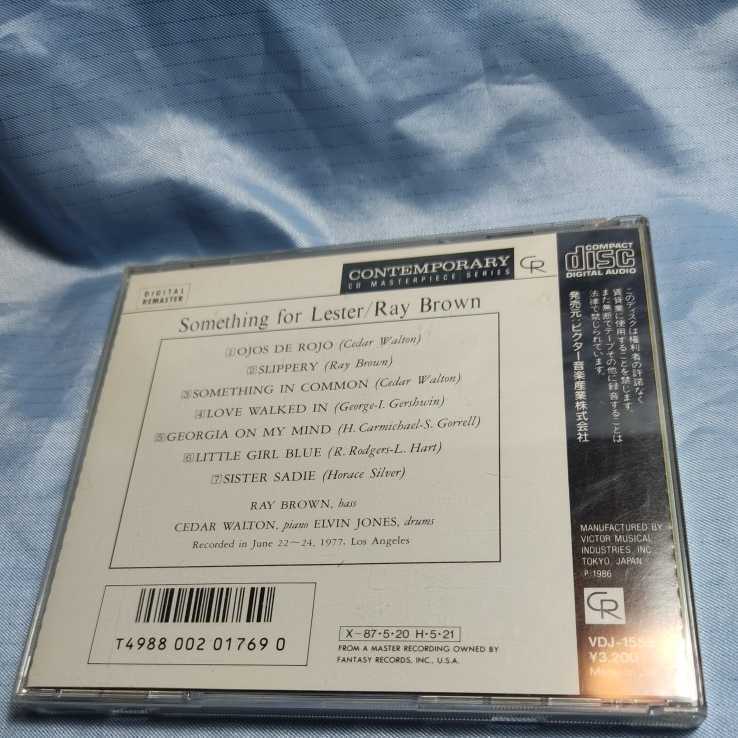 DIGITAL
REMASTER
CONTEMPORARY
CD MASTERPIECE SERIES
CR
Something for Lester/Ray Brown
1 OJOS DE ROJO (Cedar Walton)
2 SLIPPERY (Ray Brown)
3 SOMETHING IN COMMON (Cedar Walton)
4 LOVE WALKED IN (George-I. Gershwin)
5 GEORGIA ON MY MIND (H. Carmichael-S. Gorrell)
6 LITTLE GIRL BLUE (R. Rodgers-L. Hart)
7 SISTER SADIE (Horace Silver)
RAY BROWN, bass
CEDAR WALTON, piano ELVIN JONES, drums
Recorded in June 22~24, 1977, Los Angeles
T4988 002 01769 0
X-87・5・20 H・5・21
FROM A MASTER RECORDING OWNED BY
FANTASY RECORDS, INC., U.S.A.
COMPACT
disc
DIGITAL AUDIO
このディスクは権利者の許諾なく
賃貸業に使用することを禁じます。
また無断でテープその他に録音することは
法律で禁じられています。
発売元・ビクター音楽産業株式会社
MANUFACTURED BY
VICTOR MUSICAL
INDUSTRIES, INC.
TOKYO, JAPAN
℗1986
CR
¥3,200